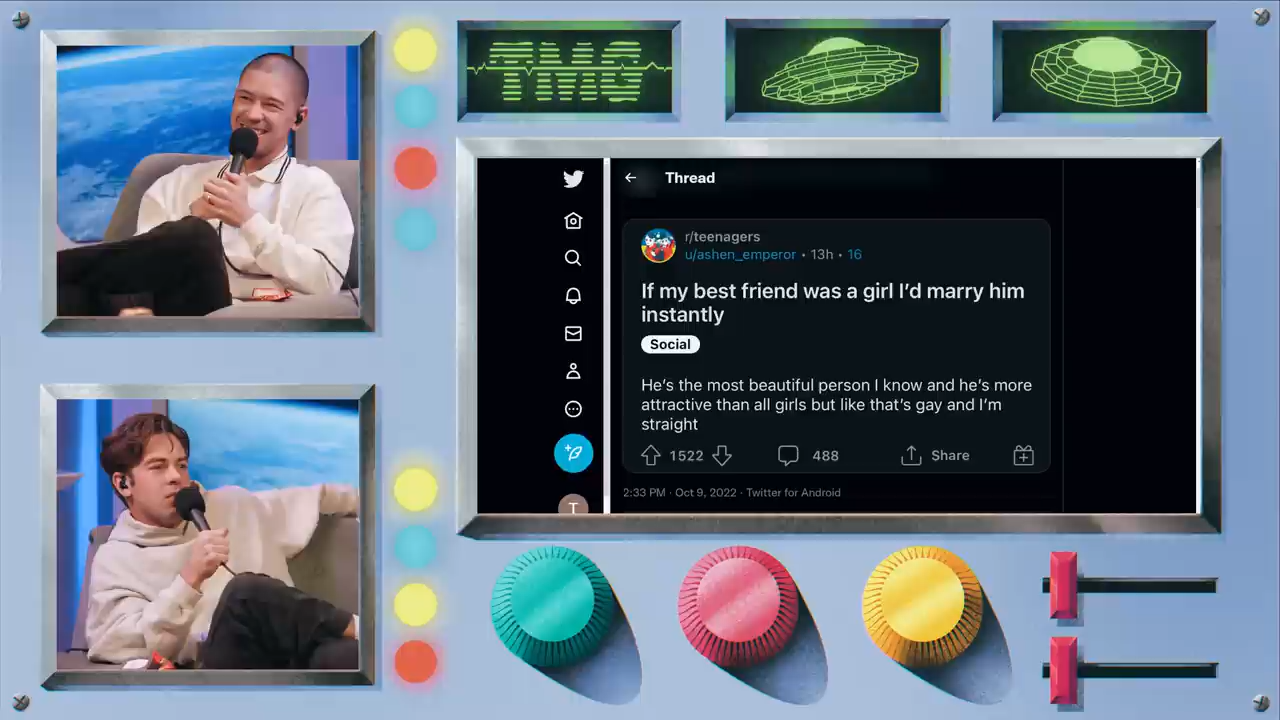 TMG
Thread
r/teenagers
u/ashen_emperor • 13h • 16
If my best friend was a girl I’d marry him
instantly
Social
He’s the most beautiful person I know and he’s more
attractive than all girls but like that’s gay and I’m
straight
1522
488
Share
T
2:33 PM · Oct 9, 2022 · Twitter for Android